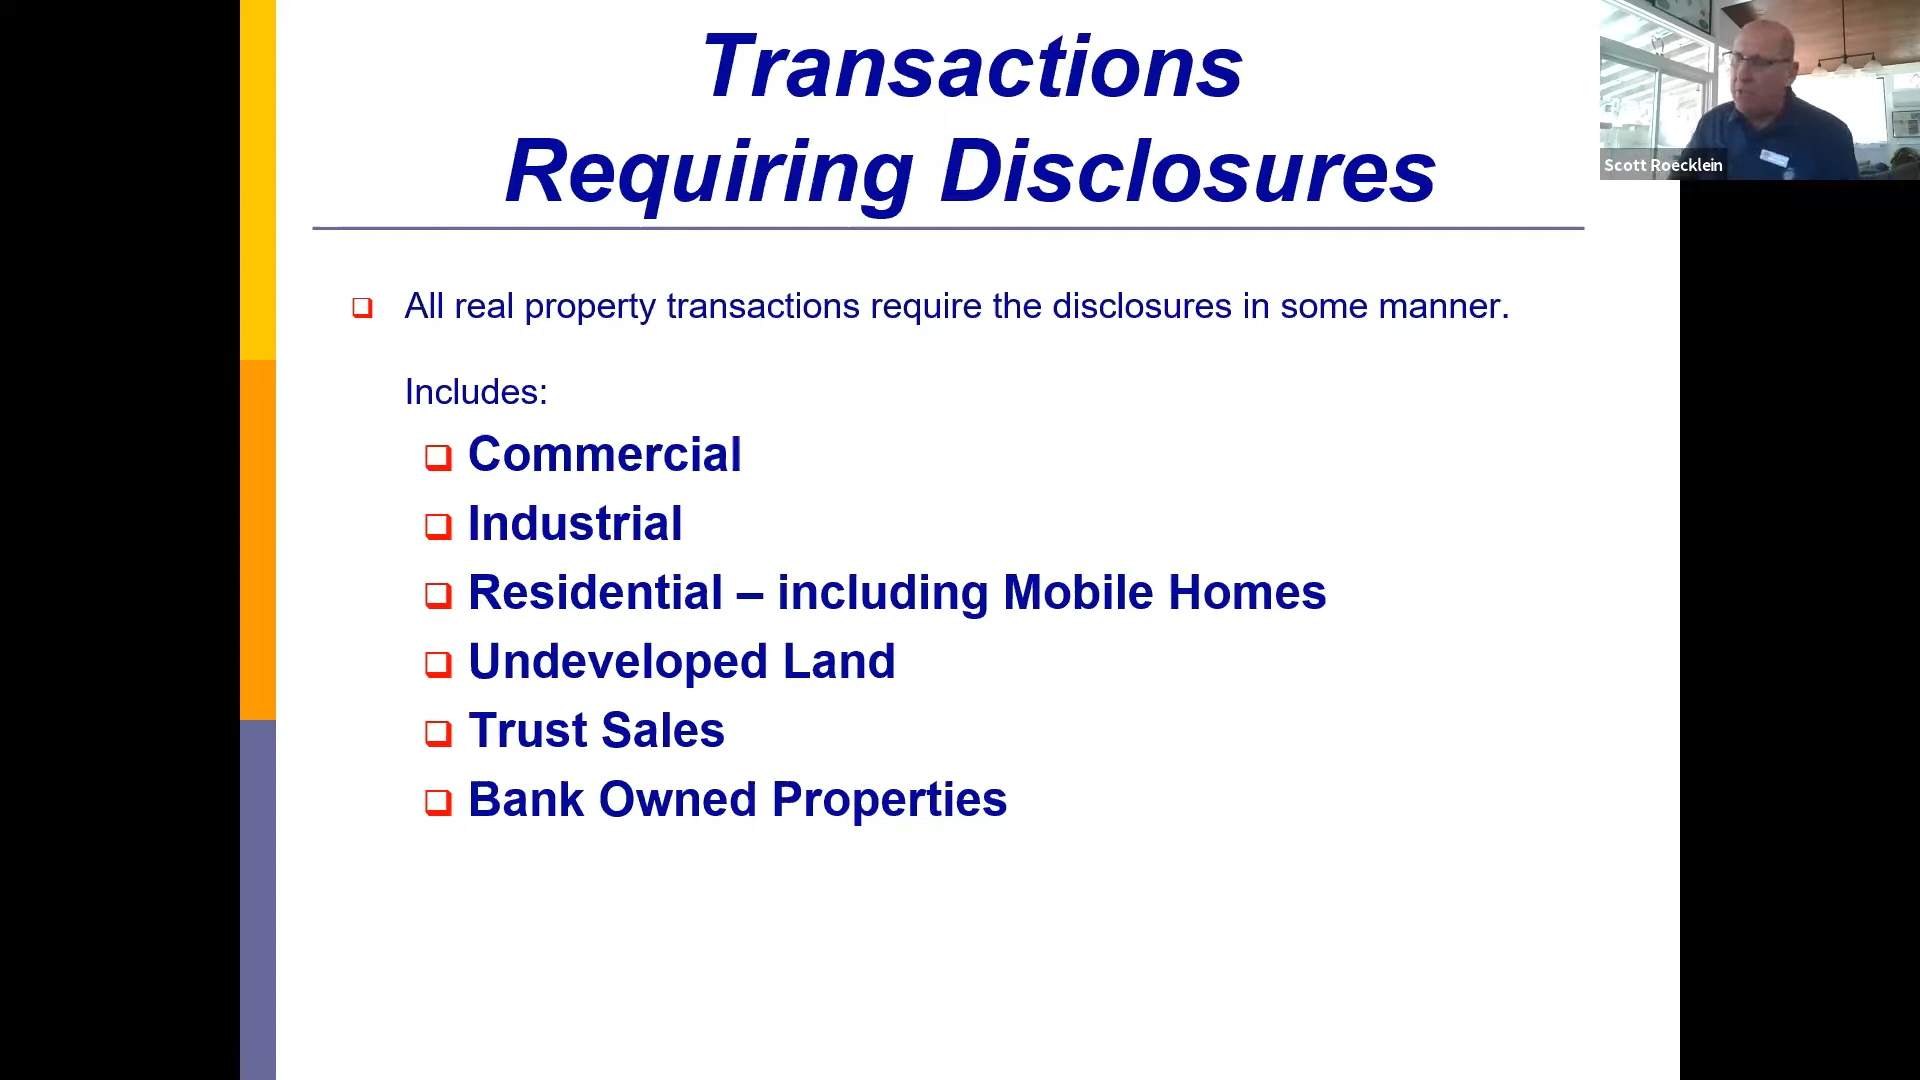 Transactions
Requiring Disclosures
Scott Roecklein
All real property transactions require the disclosures in some manner.
Includes:
Commercial
Industrial
Residential – including Mobile Homes
Undeveloped Land
Trust Sales
Bank Owned Properties